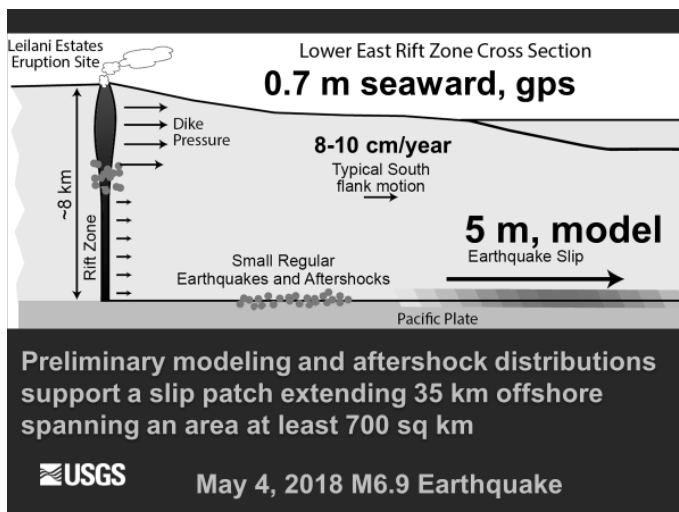 Leilani Estates
Eruption Site
Lower East Rift Zone Cross Section
0.7 m seaward, gps
Dike
Pressure
8-10 cm/year
Typical South
flank motion
~8 km
Rift Zone
5 m, model
Earthquake Slip
Small Regular
Earthquakes and Aftershocks
Pacific Plate
Preliminary modeling and aftershock distributions
support a slip patch extending 35 km offshore
spanning an area at least 700 sq km
USGS
May 4, 2018 M6.9 Earthquake